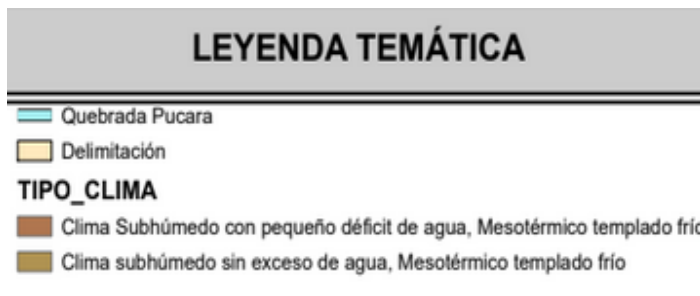 LEYENDA TEMÁTICA
Quebrada Pucara
Delimitación
TIPO_CLIMA
Clima Subhúmedo con pequeño déficit de agua, Mesotérmico templado frío
Clima subhúmedo sin exceso de agua, Mesotérmico templado frío